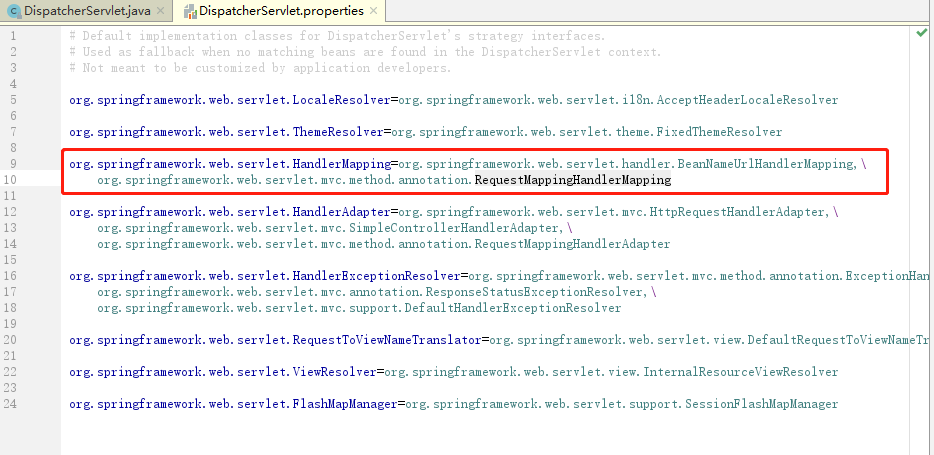 DispatcherServlet.java × DispatcherServlet.properties ×
1 # Default implementation classes for DispatcherServlet's strategy interfaces.
2 # Used as fallback when no matching beans are found in the DispatcherServlet context.
3 # Not meant to be customized by application developers.
4
5 org.springframework.web.servlet.LocaleResolver=org.springframework.web.servlet.i18n.AcceptHeaderLocaleResolver
6
7 org.springframework.web.servlet.ThemeResolver=org.springframework.web.servlet.theme.FixedThemeResolver
8
9 org.springframework.web.servlet.HandlerMapping=org.springframework.web.servlet.handler.BeanNameUrlHandlerMapping,\
10 org.springframework.web.servlet.mvc.method.annotation.RequestMappingHandlerMapping
11
12 org.springframework.web.servlet.HandlerAdapter=org.springframework.web.servlet.mvc.HttpRequestHandlerAdapter,\
13 org.springframework.web.servlet.mvc.SimpleControllerHandlerAdapter,\
14 org.springframework.web.servlet.mvc.method.annotation.RequestMappingHandlerAdapter
15
16 org.springframework.web.servlet.HandlerExceptionResolver=org.springframework.web.servlet.mvc.method.annotation.ExceptionHan
17 org.springframework.web.servlet.mvc.annotation.ResponseStatusExceptionResolver,\
18 org.springframework.web.servlet.mvc.support.DefaultHandlerExceptionResolver
19
20 org.springframework.web.servlet.RequestToViewNameTranslator=org.springframework.web.servlet.view.DefaultRequestToViewNameTr
21
22 org.springframework.web.servlet.ViewResolver=org.springframework.web.servlet.view.InternalResourceViewResolver
23
24 org.springframework.web.servlet.FlashMapManager=org.springframework.web.servlet.support.SessionFlashMapManager